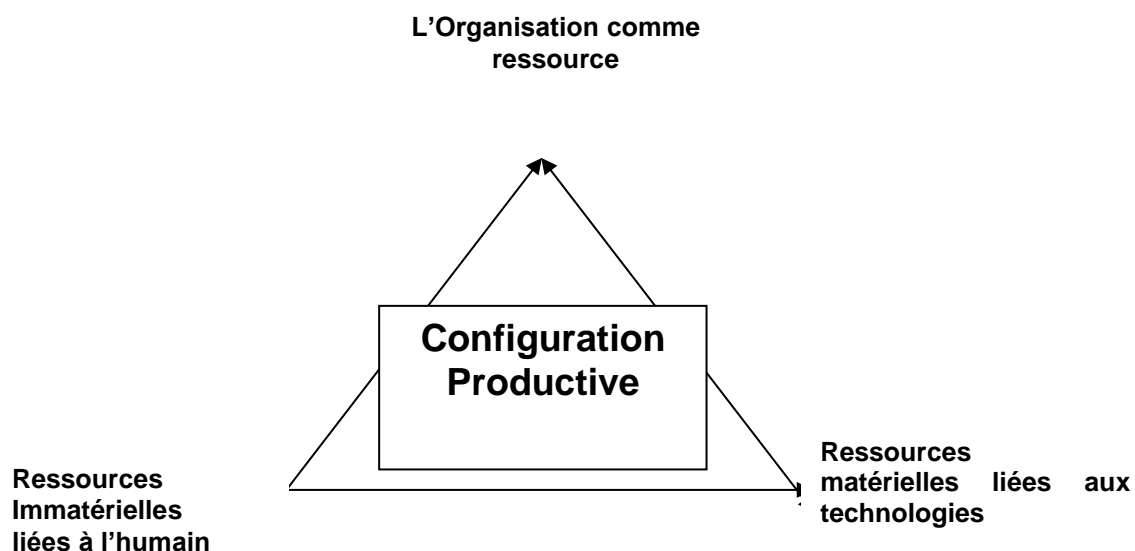 L’Organisation comme
ressource
Configuration
Productive
Ressources
Immatérielles
liées à l’humain
Ressources
matérielles liées aux
technologies